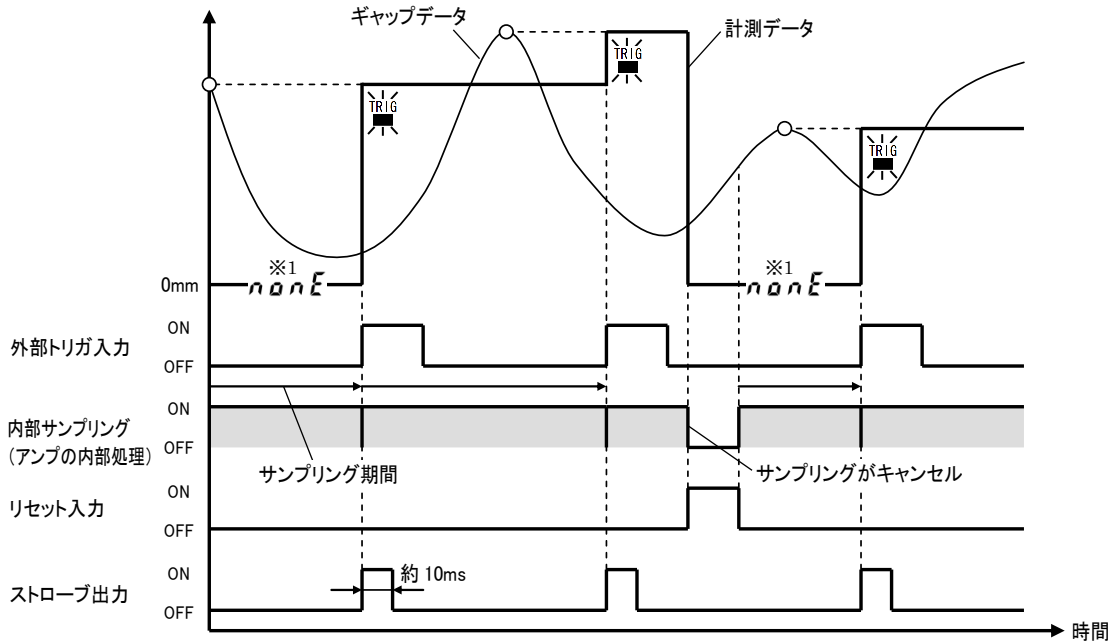 ギャップデータ
計測データ
TRIG
TRIG
TRIG
※1
nonE
※1
nonE
0mm
外部トリガ入力
ON
OFF
内部サンプリング
(アンプの内部処理)
ON
OFF
サンプリング期間
サンプリングがキャンセル
リセット入力
ON
OFF
ストローブ出力
ON
OFF
約 10ms
時間